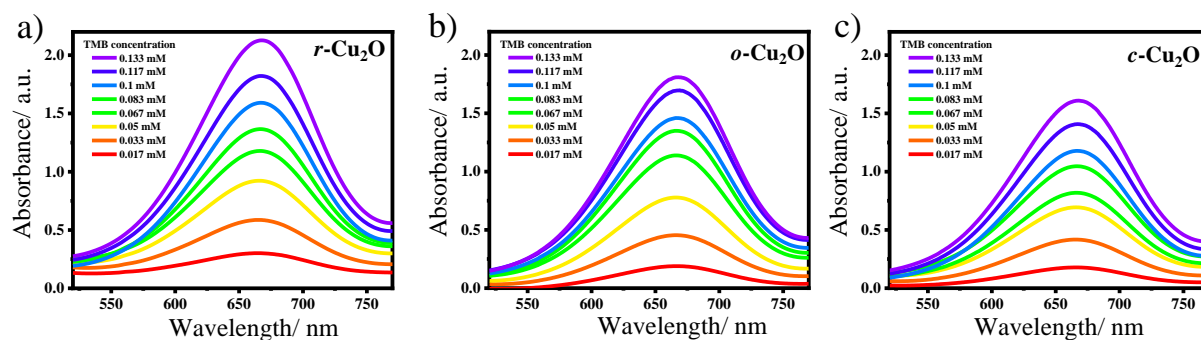 a)
TMB concentration
r-Cu₂O
0.133 mM
0.117 mM
0.1 mM
0.083 mM
0.067 mM
0.05 mM
0.033 mM
0.017 mM
2.0
1.5
1.0
0.5
0.0
Absorbance/ a.u.
550 600 650 700 750
Wavelength/ nm
b)
TMB concentration
o-Cu₂O
0.133 mM
0.117 mM
0.1 mM
0.083 mM
0.067 mM
0.05 mM
0.033 mM
0.017 mM
2.0
1.5
1.0
0.5
0.0
Absorbance/ a.u.
550 600 650 700 750
Wavelength/ nm
c)
TMB concentration
c-Cu₂O
0.133 mM
0.117 mM
0.1 mM
0.083 mM
0.067 mM
0.05 mM
0.033 mM
0.017 mM
2.0
1.5
1.0
0.5
0.0
Absorbance/ a.u.
550 600 650 700 750
Wavelength/ nm